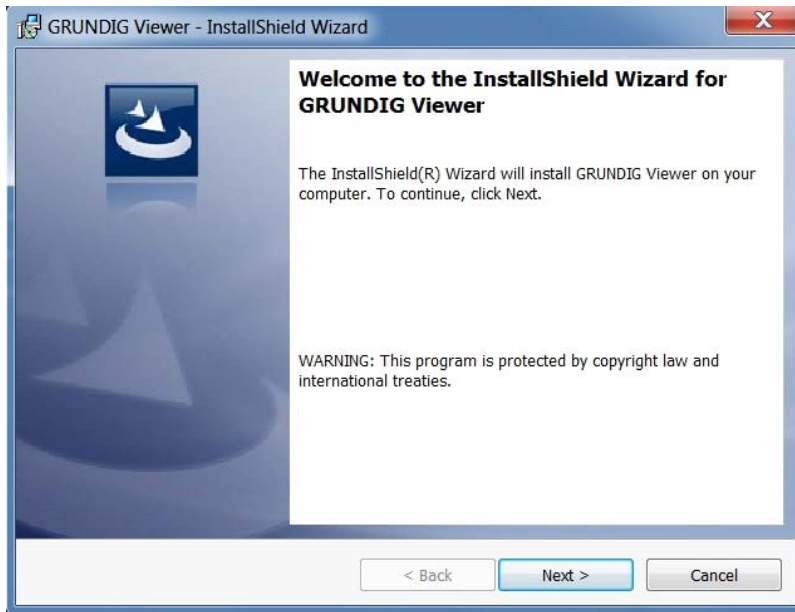 GRUNDIG Viewer - InstallShield Wizard
Welcome to the InstallShield Wizard for
GRUNDIG Viewer
The InstallShield(R) Wizard will install GRUNDIG Viewer on your
computer. To continue, click Next.
WARNING: This program is protected by copyright law and
international treaties.
< Back
Next >
Cancel